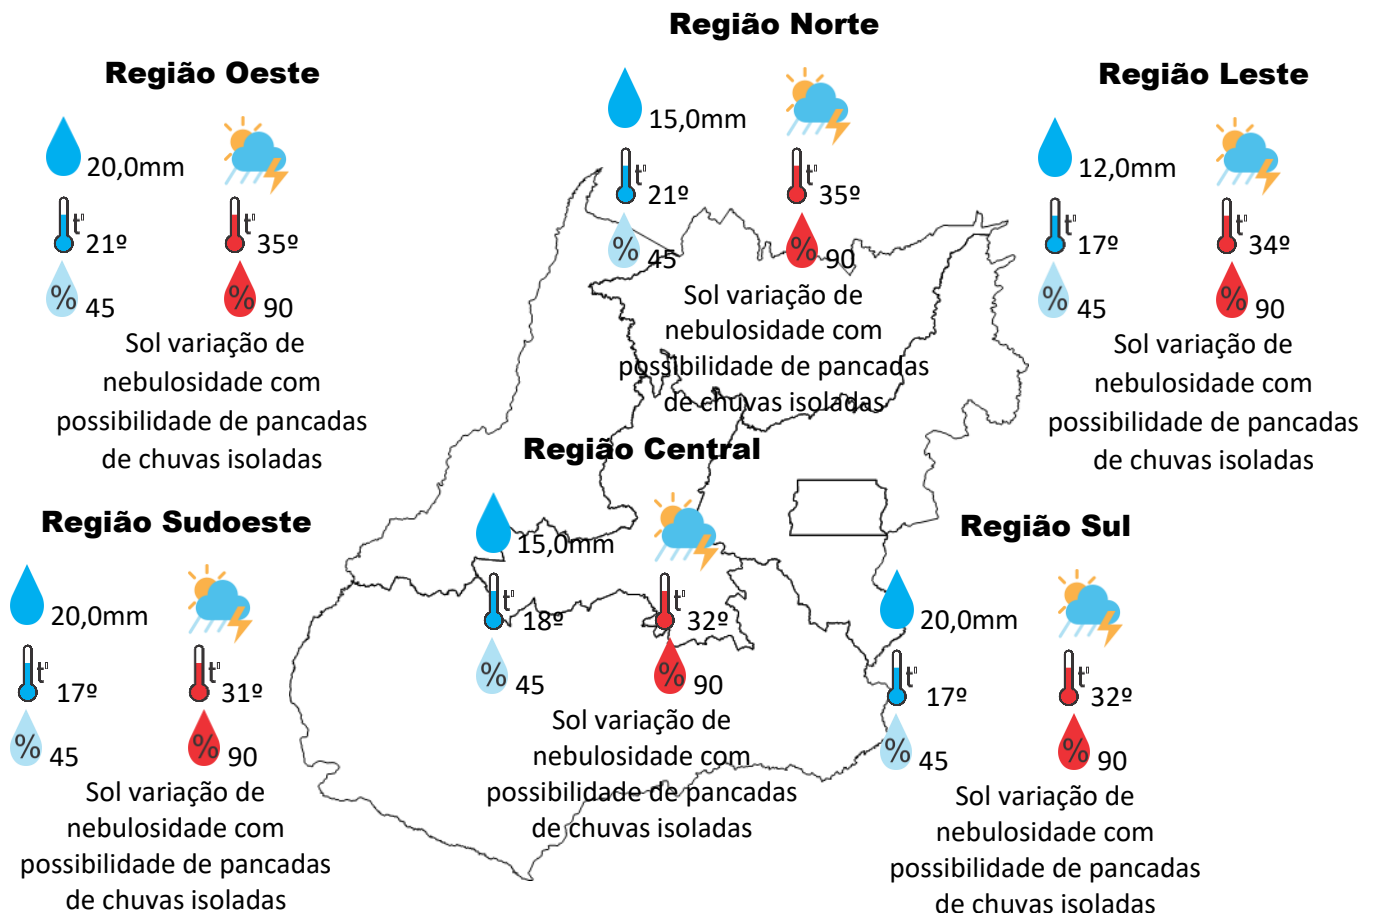 Região Norte
15,0mm
t°
21º
t°
35º
%
45
%
90
Sol variação de
nebulosidade com
possibilidade de pancadas
de chuvas isoladas
Região Oeste
20,0mm
t°
21º
t°
35º
%
45
%
90
Sol variação de
nebulosidade com
possibilidade de pancadas
de chuvas isoladas
Região Leste
12,0mm
t°
17º
t°
34º
%
45
%
90
Sol variação de
nebulosidade com
possibilidade de pancadas
de chuvas isoladas
Região Central
15,0mm
t°
18º
t°
32º
%
45
%
90
Sol variação de
nebulosidade com
possibilidade de pancadas
de chuvas isoladas
Região Sudoeste
20,0mm
t°
17º
t°
31º
%
45
%
90
Sol variação de
nebulosidade com
possibilidade de pancadas
de chuvas isoladas
Região Sul
20,0mm
t°
17º
t°
32º
%
45
%
90
Sol variação de
nebulosidade com
possibilidade de pancadas
de chuvas isoladas